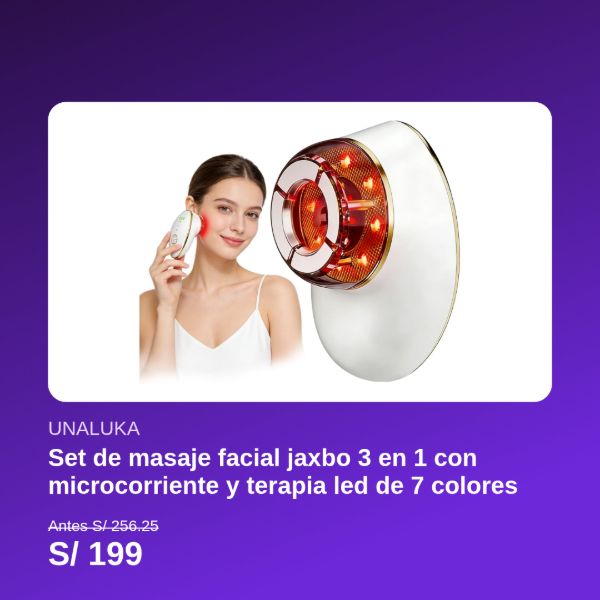 UNALUKA
Set de masaje facial jaxbo 3 en 1 con
microcorriente y terapia led de 7 colores
Antes S/ 256.25
S/ 199